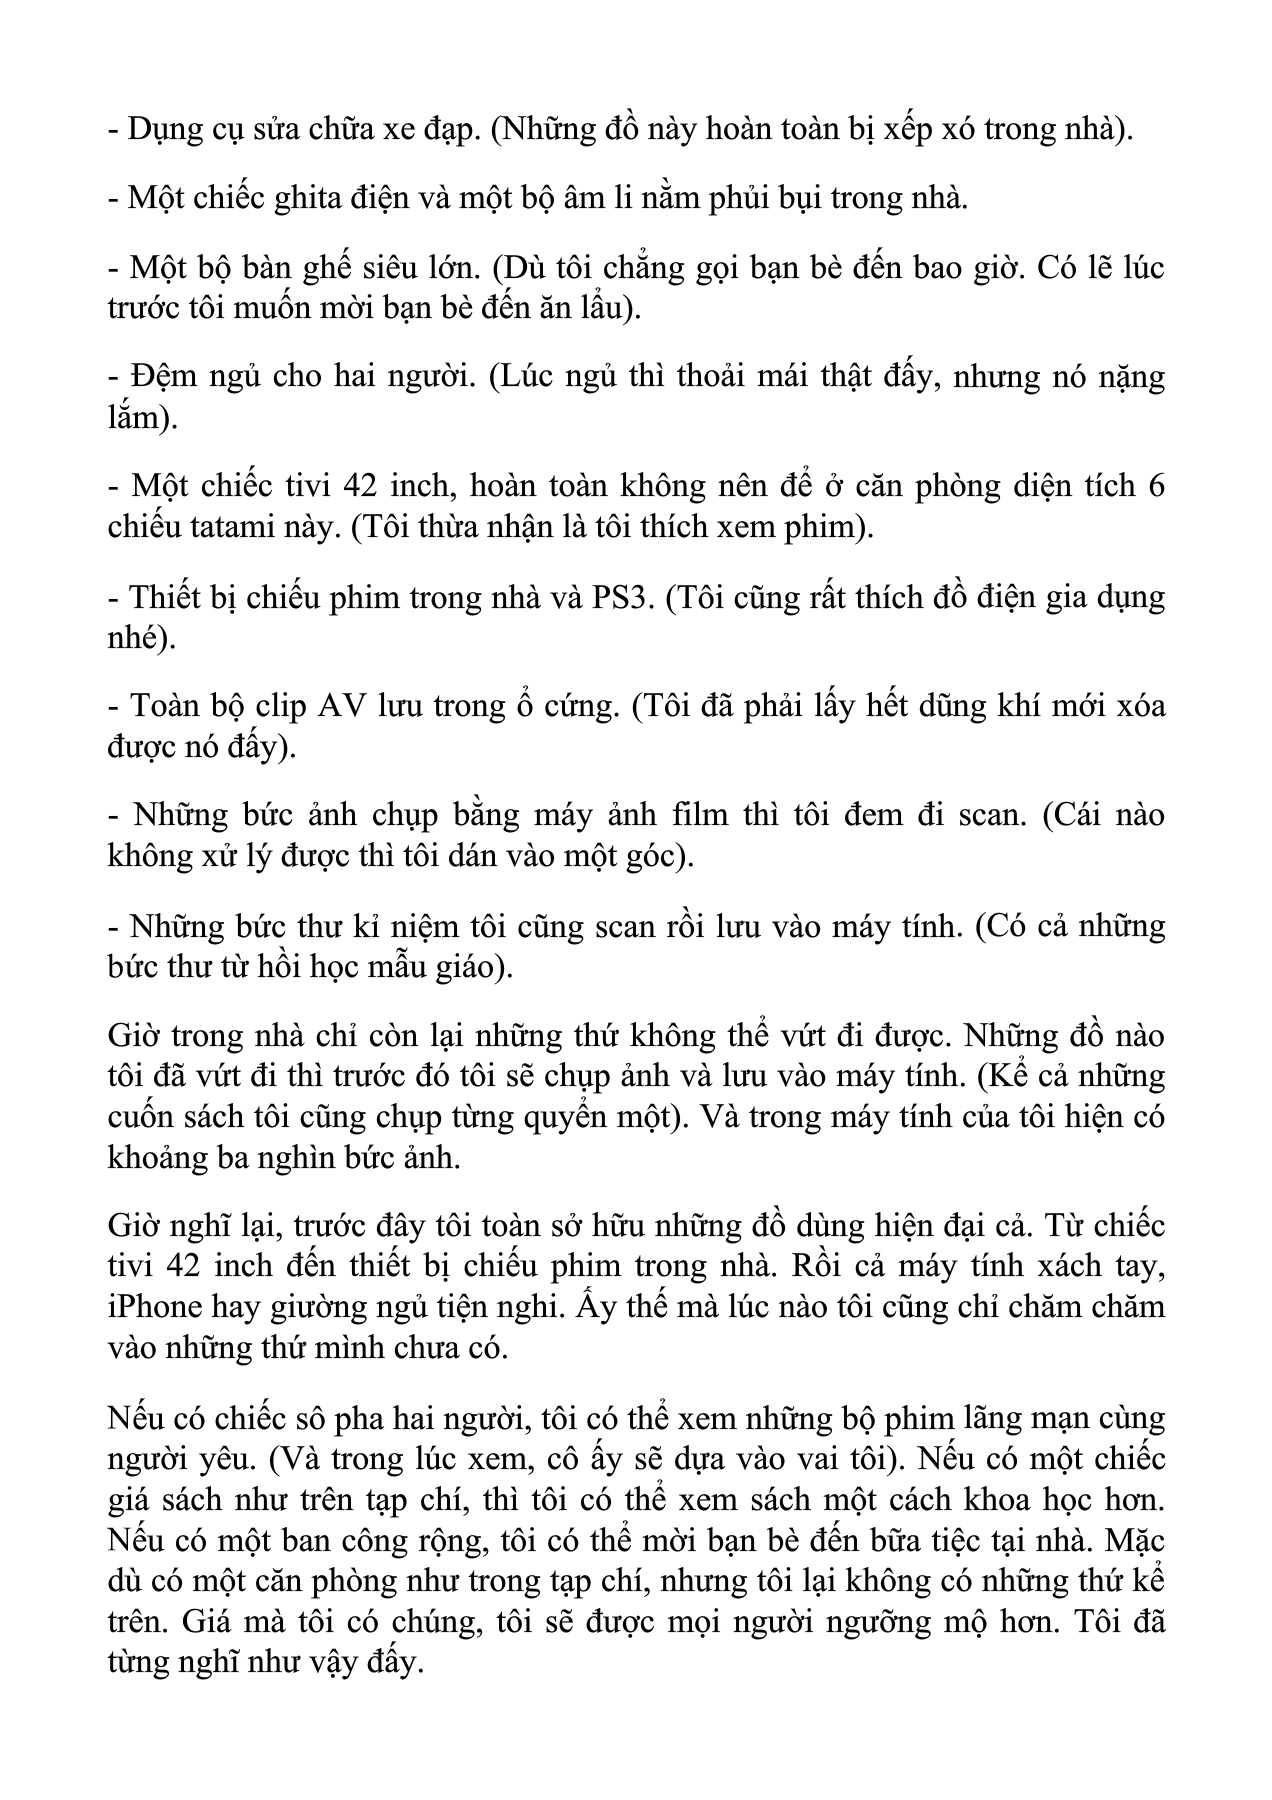 - Dụng cụ sửa chữa xe đạp. (Những đồ này hoàn toàn bị xếp xó trong nhà).
- Một chiếc ghita điện và một bộ âm li nằm phủi bụi trong nhà.
- Một bộ bàn ghế siêu lớn. (Dù tôi chẳng gọi bạn bè đến bao giờ. Có lẽ lúc
trước tôi muốn mời bạn bè đến ăn lẩu).
- Đệm ngủ cho hai người. (Lúc ngủ thì thoải mái thật đấy, nhưng nó nặng
lắm).
- Một chiếc tivi 42 inch, hoàn toàn không nên để ở căn phòng diện tích 6
chiếu tatami này. (Tôi thừa nhận là tôi thích xem phim).
- Thiết bị chiếu phim trong nhà và PS3. (Tôi cũng rất thích đồ điện gia dụng
nhé).
- Toàn bộ clip AV lưu trong ổ cứng. (Tôi đã phải lấy hết dũng khí mới xóa
được nó đấy).
- Những bức ảnh chụp bằng máy ảnh film thì tôi đem đi scan. (Cái nào
không xử lý được thì tôi dán vào một góc).
- Những bức thư kỉ niệm tôi cũng scan rồi lưu vào máy tính. (Có cả những
bức thư từ hồi học mẫu giáo).
Giờ trong nhà chỉ còn lại những thứ không thể vứt đi được. Những đồ nào
tôi đã vứt đi thì trước đó tôi sẽ chụp ảnh và lưu vào máy tính. (Kể cả những
cuốn sách tôi cũng chụp từng quyển một). Và trong máy tính của tôi hiện có
khoảng ba nghìn bức ảnh.
Giờ nghĩ lại, trước đây tôi toàn sở hữu những đồ dùng hiện đại cả. Từ chiếc
tivi 42 inch đến thiết bị chiếu phim trong nhà. Rồi cả máy tính xách tay,
iPhone hay giường ngủ tiện nghi. Ấy thế mà lúc nào tôi cũng chỉ chăm chăm
vào những thứ mình chưa có.
Nếu có chiếc sô pha hai người, tôi có thể xem những bộ phim lãng mạn cùng
người yêu. (Và trong lúc xem, cô ấy sẽ dựa vào vai tôi). Nếu có một chiếc
giá sách như trên tạp chí, thì tôi có thể xem sách một cách khoa học hơn.
Nếu có một ban công rộng, tôi có thể mời bạn bè đến bữa tiệc tại nhà. Mặc
dù có một căn phòng như trong tạp chí, nhưng tôi lại không có những thứ kể
trên. Giá mà tôi có chúng, tôi sẽ được mọi người ngưỡng mộ hơn. Tôi đã
từng nghĩ như vậy đấy.